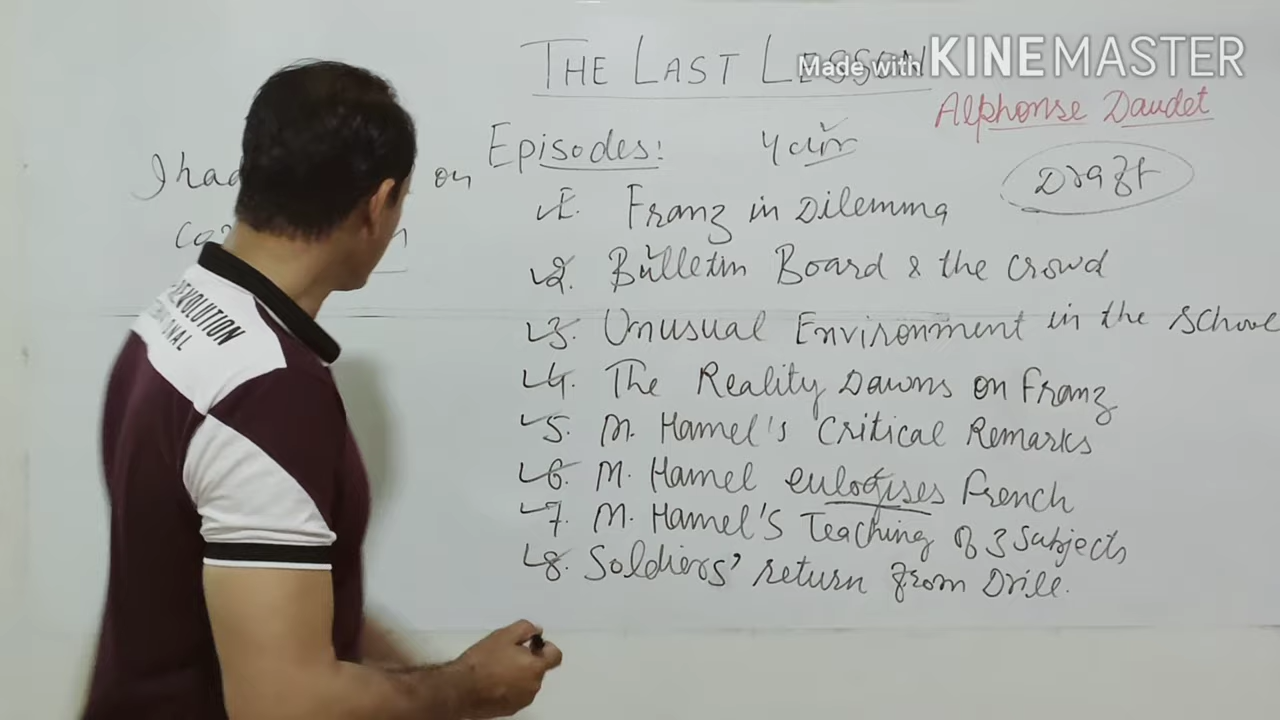 THE LAST LESSON
Made with KINEMASTER
Alphonse Daudet
Episodes:
Draft
I had
on
1. Franz in Dilemma
2. Bulletin Board & the crowd
3. Unusual Environment in the school
4. The Reality Dawns on Franz
5. M. Hamel's Critical Remarks
6. M. Hamel eulogises French
7. M. Hamel's Teaching of 3 Subjects
8. Soldiers' return from Drill.
REVOLUTION